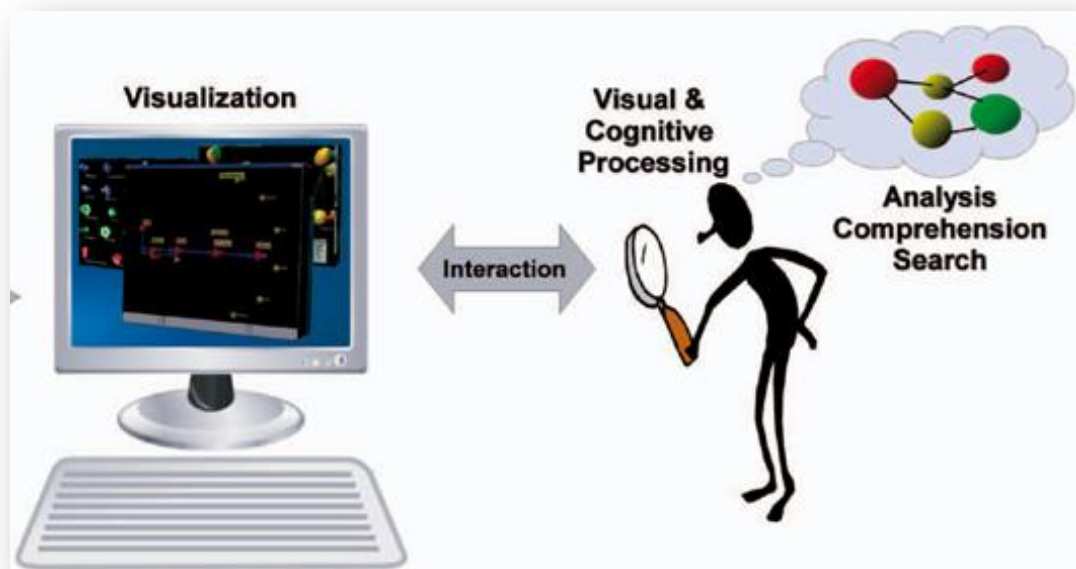 Visualization
Visual &
Cognitive
Processing
Interaction
Analysis
Comprehension
Search